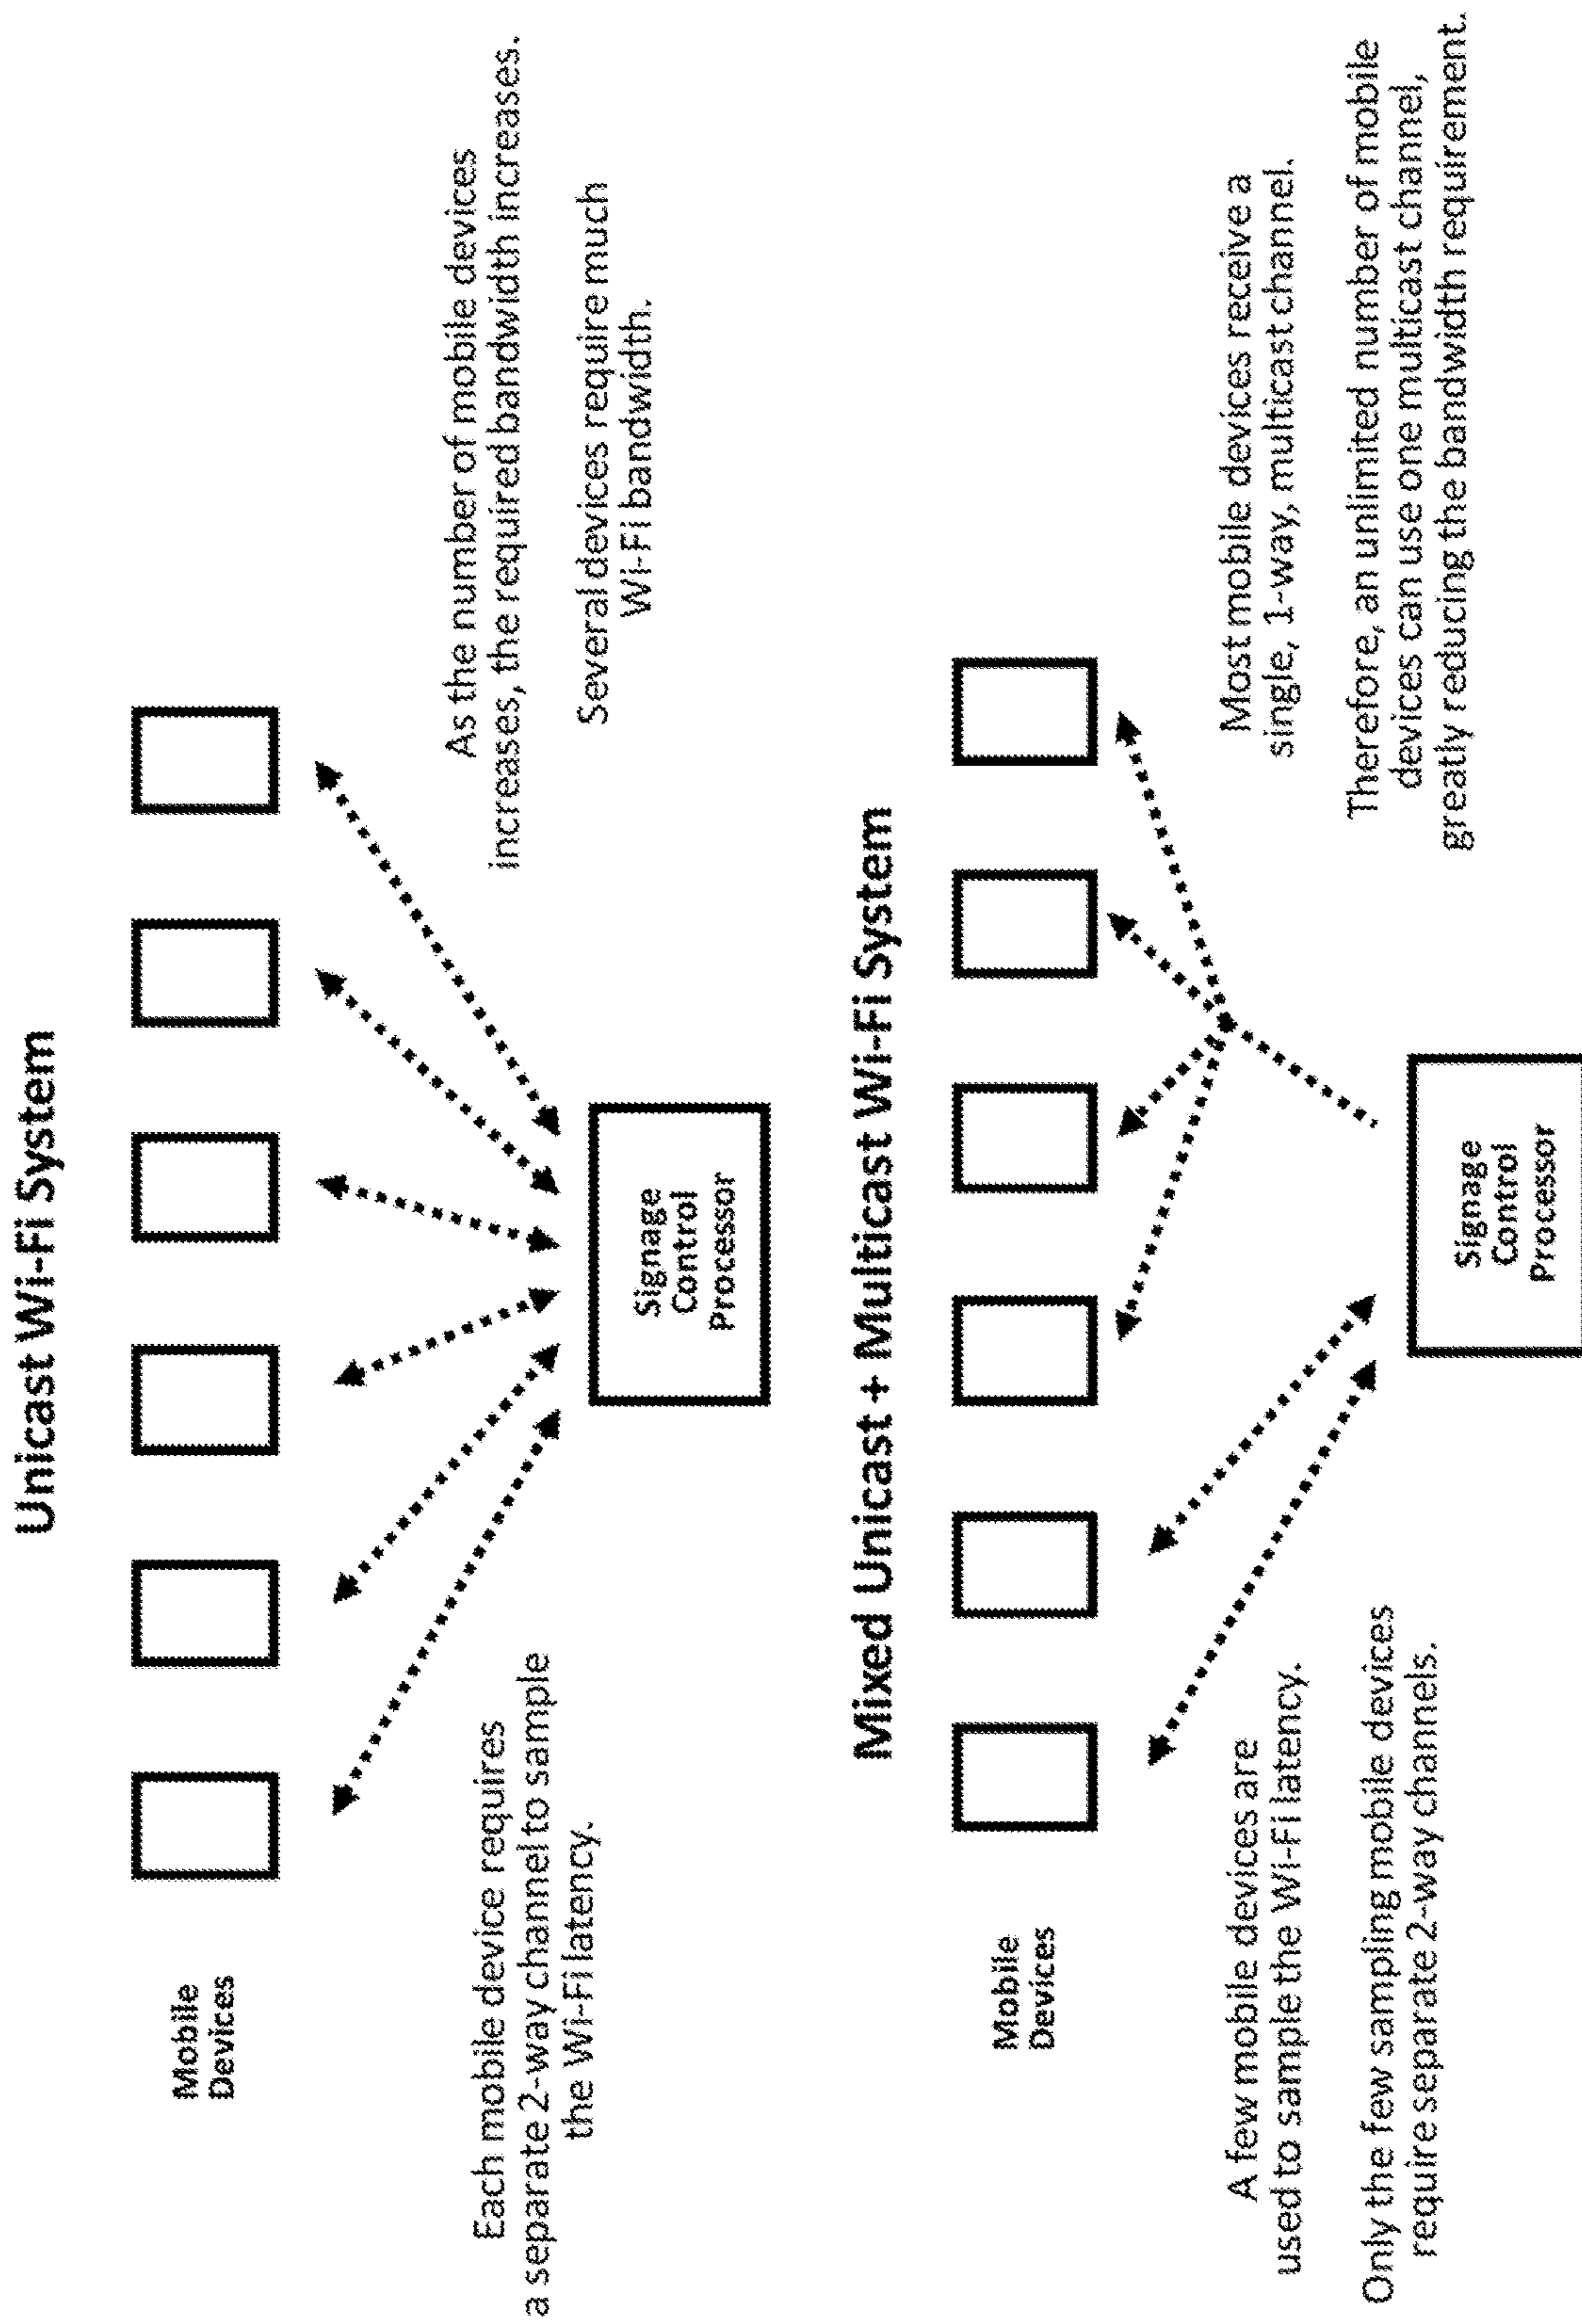 Unicast Wi-Fi System
Mobile
Devices
Each mobile device requires
a separate 2-way channel to sample
the Wi-Fi latency.
Signage
Control
Processor
As the number of mobile devices
increases, the required bandwidth increases.
Several devices require much
Wi-Fi bandwidth.
Mixed Unicast + Multicast Wi-Fi System
Mobile
Devices
A few mobile devices are
used to sample the Wi-Fi latency.
Only the few sampling mobile devices
require separate 2-way channels.
Signage
Control
Processor
Most mobile devices receive a
single, 1-way, multicast channel.
Therefore, an unlimited number of mobile
devices can use one multicast channel,
greatly reducing the bandwidth requirement.